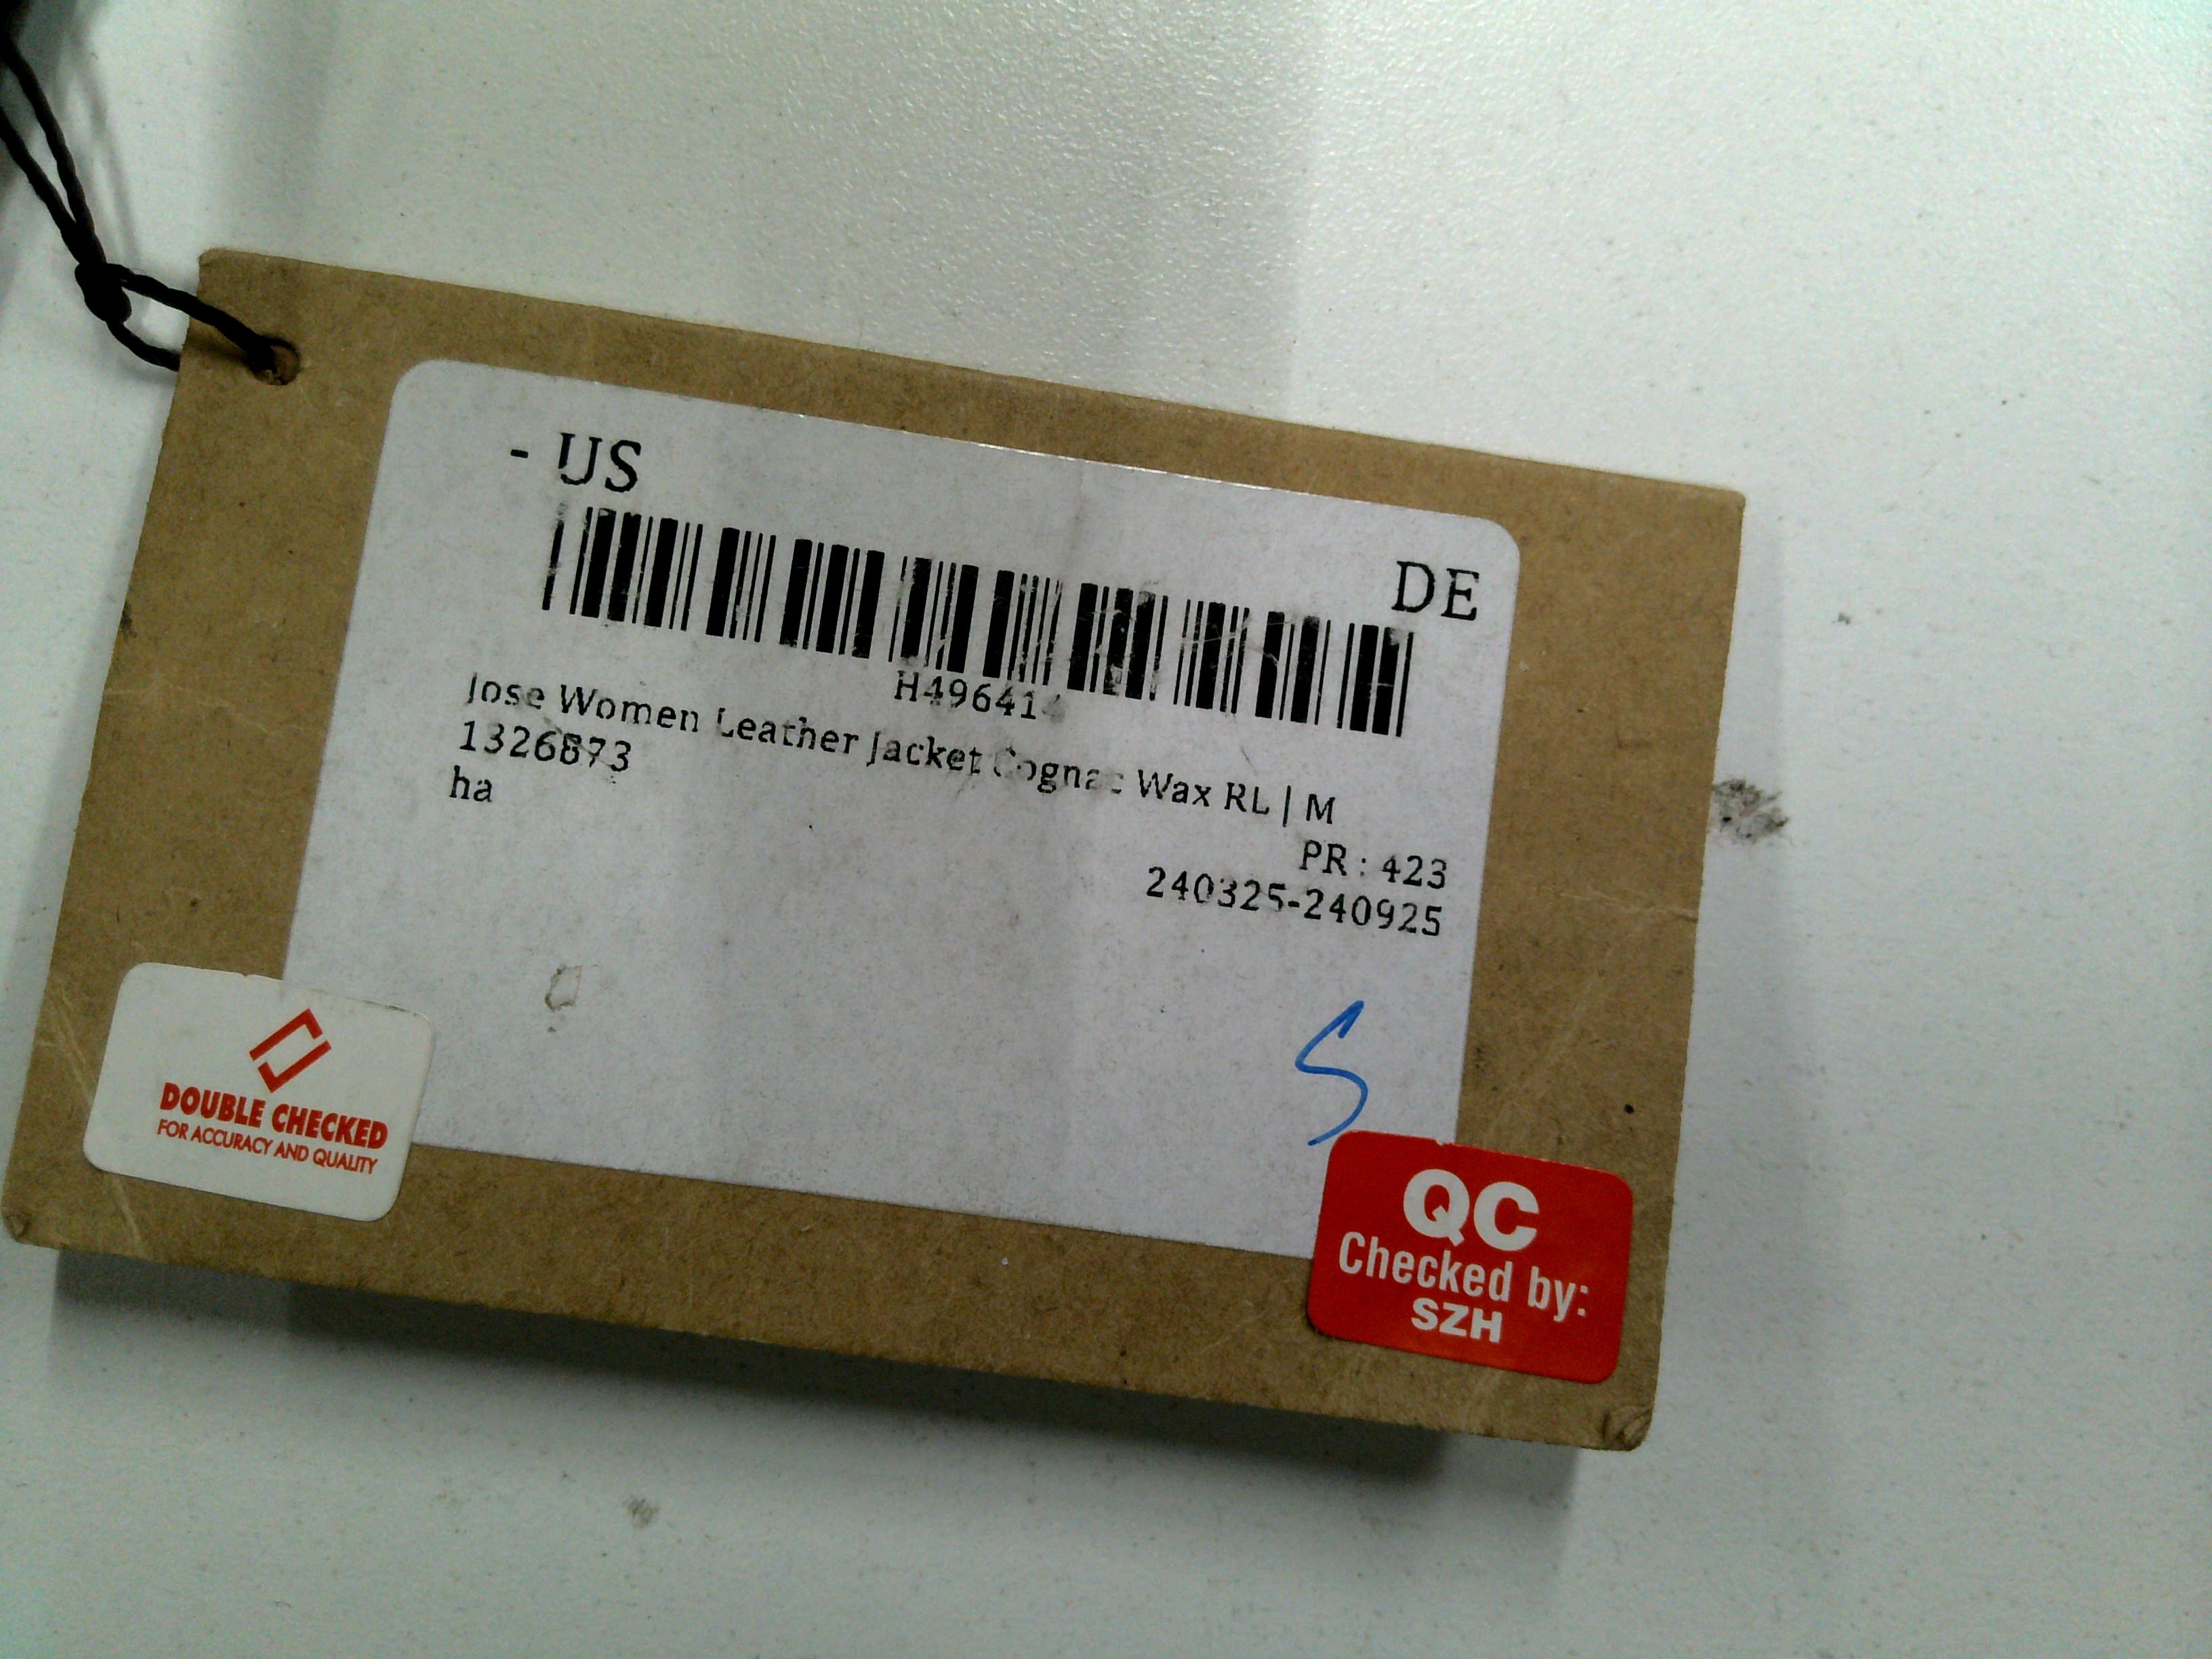 - US
DE
H496414
Jose Women Leather Jacket Cognac Wax RL | M
1326873
ha
PR : 423
240325-240925
S
DOUBLE CHECKED
FOR ACCURACY AND QUALITY
QC
Checked by:
SZH